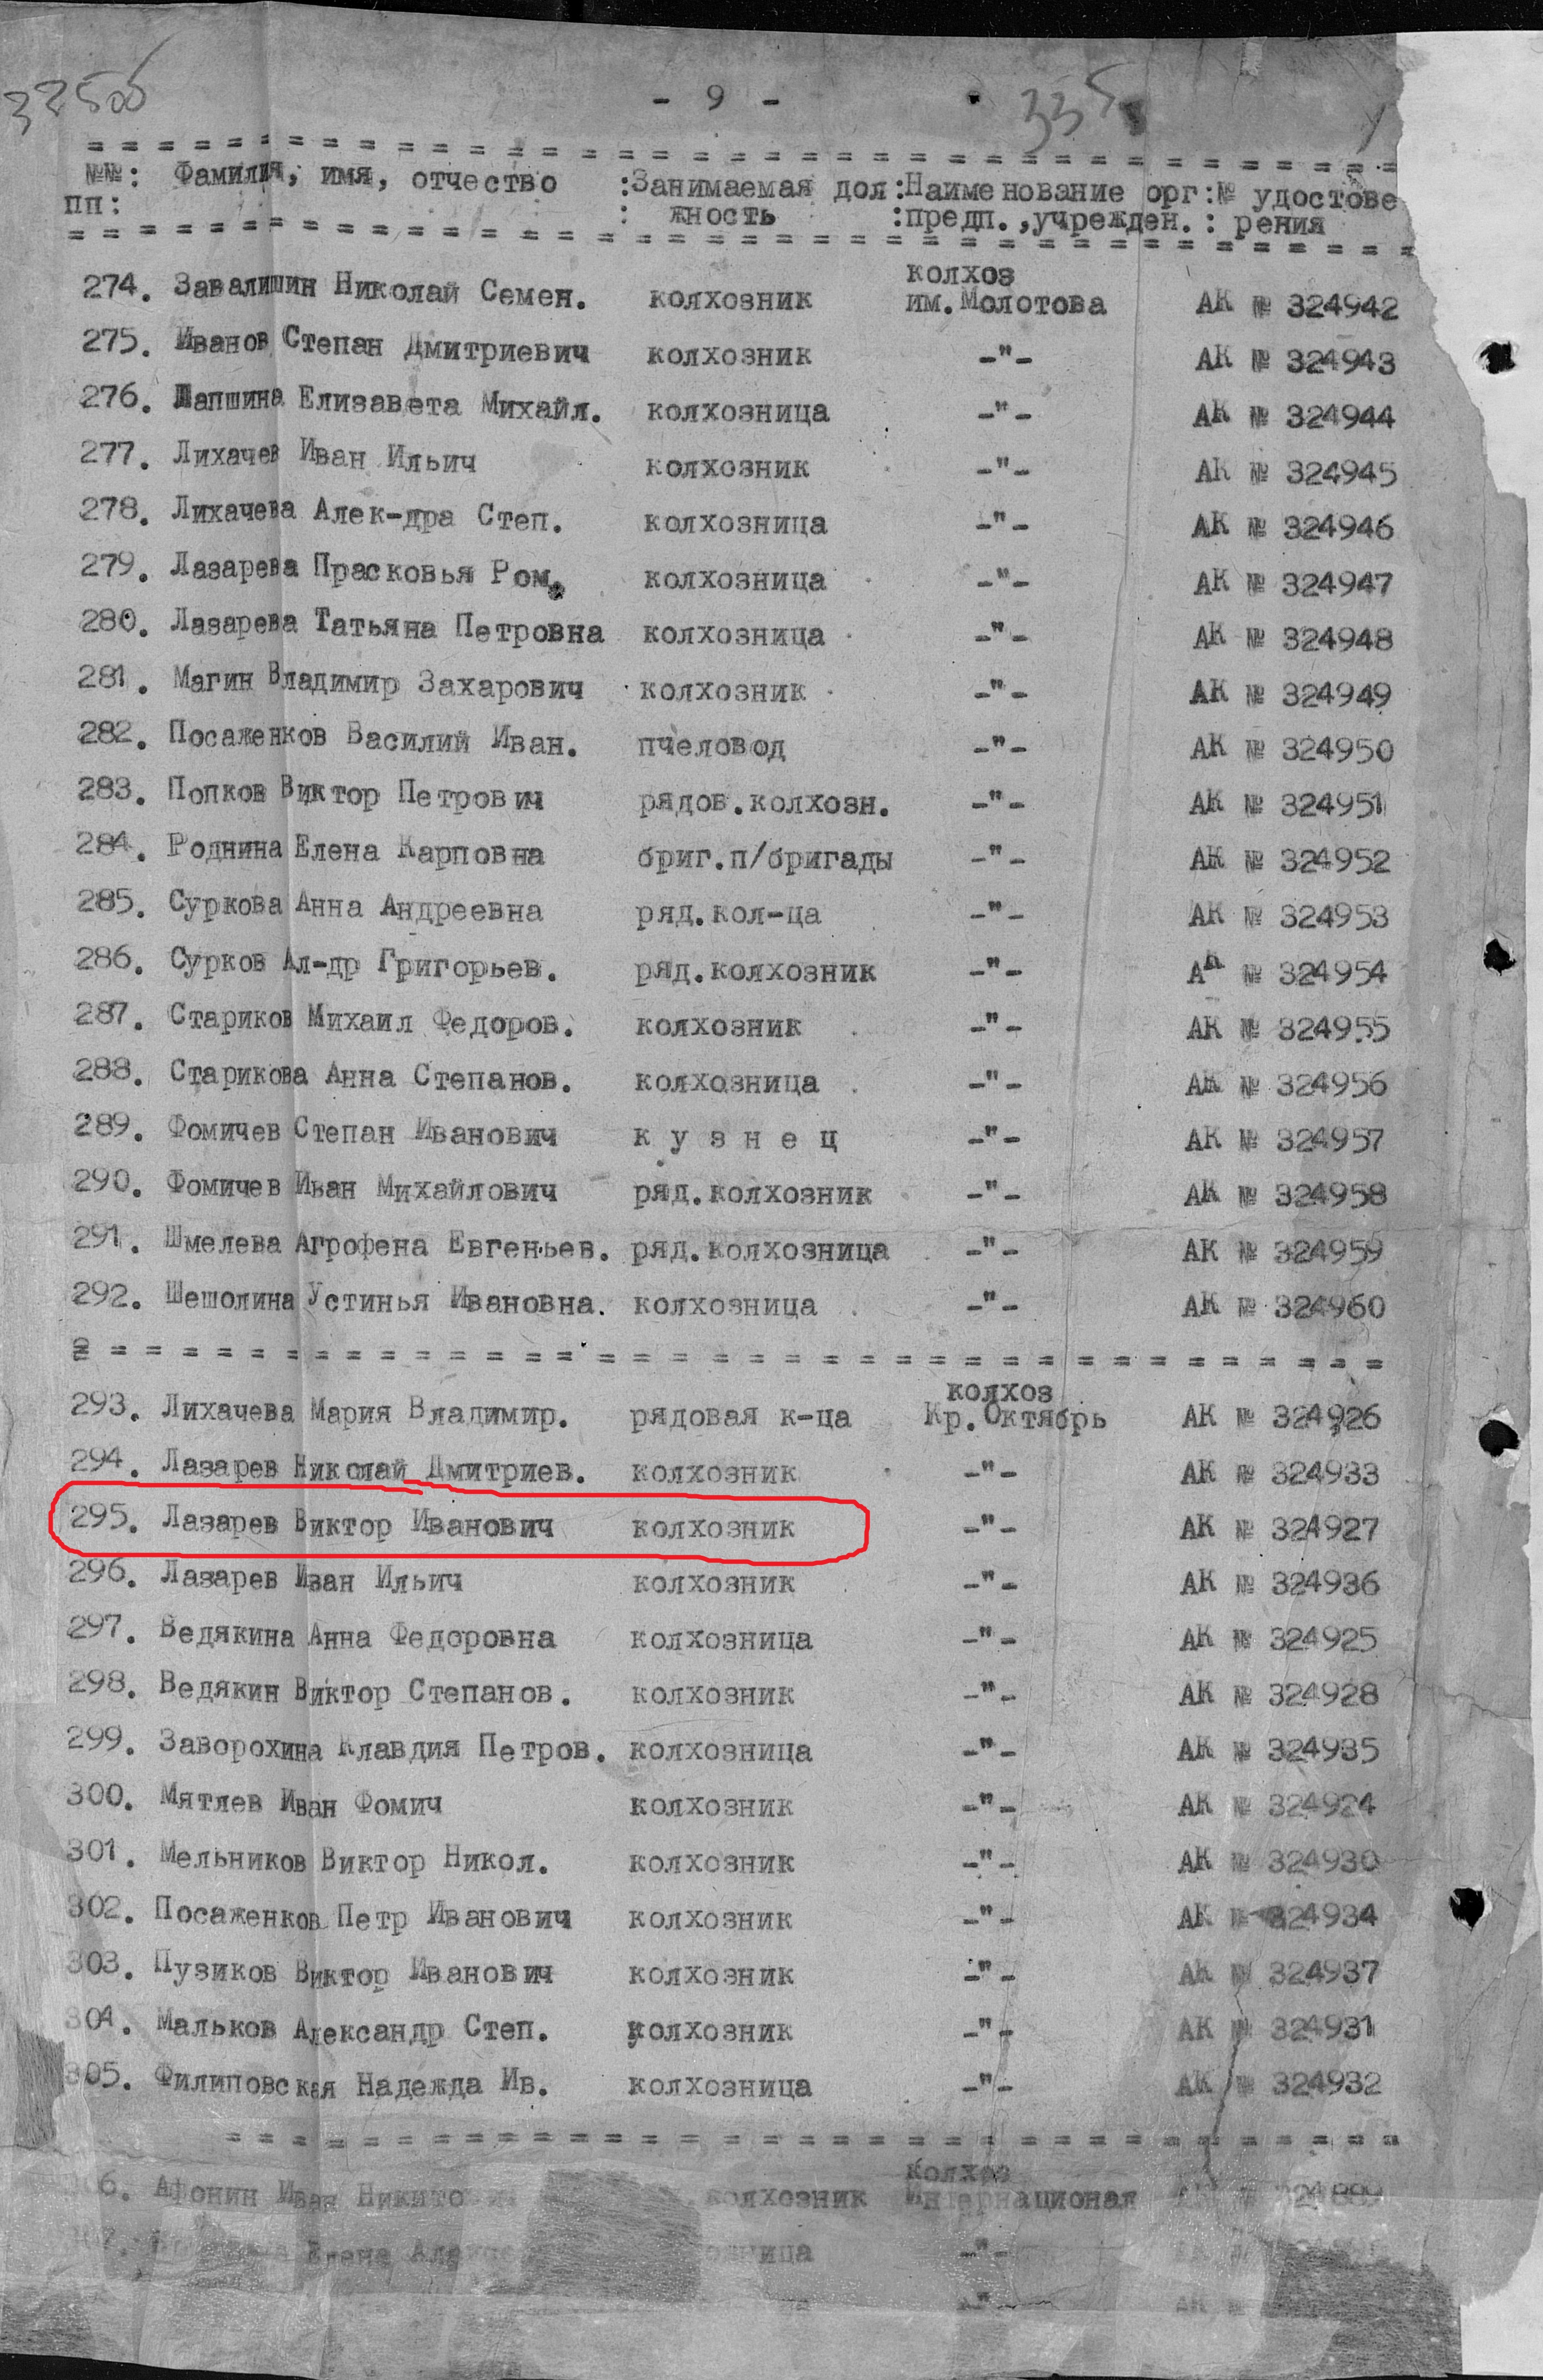 - 9 -
335
№№: Фамилия, имя, отчество :Занимаемая дол:Наименование орг:№ удостове
пп: : жность :предп.,учрежден.: рения
колхоз
274. Завалишин Николай Семен. колхозник им.Молотова АК № 324942
275. Иванов Степан Дмитриевич колхозник -"- АК № 324943
276. Лапшина Елизавета Михайл. колхозница -"- АК № 324944
277. Лихачев Иван Ильич колхозник -"- АК № 324945
278. Лихачева Алек-дра Степ. колхозница -"- АК № 324946
279. Лазарева Прасковья Ром. колхозница -"- АК № 324947
280. Лазарева Татьяна Петровна колхозница -"- АК № 324948
281. Магин Владимир Захарович колхозник -"- АК № 324949
282. Посаженков Василий Иван. пчеловод -"- АК № 324950
283. Попков Виктор Петрович рядов.колхозн. -"- АК № 324951
284. Роднина Елена Карповна бриг.п/бригады -"- АК № 324952
285. Суркова Анна Андреевна ряд.кол-ца -"- АК № 324953
286. Сурков Ал-др Григорьев. ряд.колхозник -"- АК № 324954
287. Стариков Михаил Федоров. колхозник -"- АК № 324955
288. Старикова Анна Степанов. колхозница -"- АК № 324956
289. Фомичев Степан Иванович к у з н е ц -"- АК № 324957
290. Фомичев Иван Михайлович ряд.колхозник -"- АК № 324958
291. Шмелева Агрофена Евгеньев. ряд.колхозница -"- АК № 324959
292. Шешолина Устинья Ивановна. колхозница -"- АК № 324960
колхоз
293. Лихачева Мария Владимир. рядовая к-ца Кр.Октябрь АК № 324926
294. Лазарев Николай Дмитриев. колхозник -"- АК № 324933
295. Лазарев Виктор Иванович колхозник -"- АК № 324927
296. Лазарев Иван Ильич колхозник -"- АК № 324936
297. Ведякина Анна Федоровна колхозница -"- АК № 324925
298. Ведякин Виктор Степанов. колхозник -"- АК № 324928
299. Заворохина Клавдия Петров. колхозница -"- АК № 324935
300. Мятлев Иван Фомич колхозник -"- АК № 324924
301. Мельников Виктор Никол. колхозник -"- АК № 324930
302. Посаженков Петр Иванович колхозник -"- АК № 324934
303. Пузиков Виктор Иванович колхозник -"- АК № 324937
304. Мальков Александр Степ. колхозник -"- АК № 324931
305. Филиповская Надежда Ив. колхозница -"- АК № 324932
колхоз
Афонин Иван колхозник Интернационал
Елена -"-
-"-